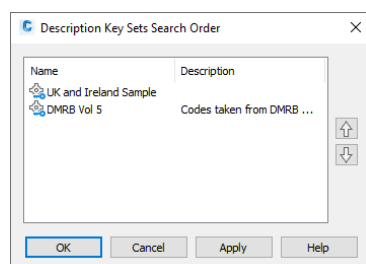 Description Key Sets Search Order
Name Description
UK and Ireland Sample
DMRB Vol 5 Codes taken from DMRB ...
OK Cancel Apply Help